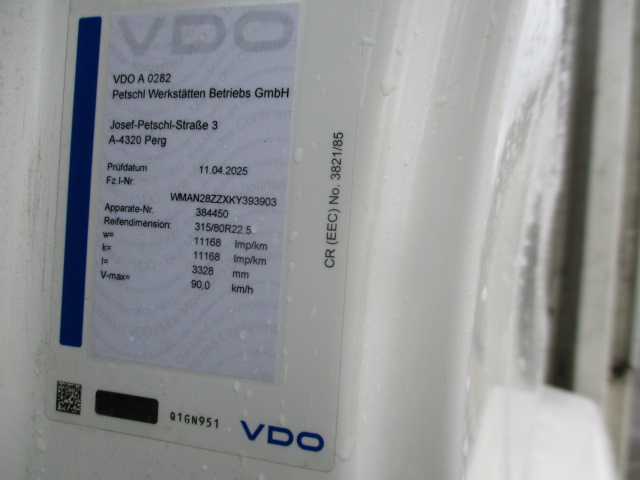 VDO
VDO A 0282
Petschl Werkstätten Betriebs GmbH
Josef-Petschl-Straße 3
A-4320 Perg
Prüfdatum 11.04.2025
Fz.I-Nr.
WMAN28ZZXKY393903
Apparate-Nr. 384450
Reifendimension: 315/80R22.5
w= 11168 Imp/km
k= 11168 Imp/km
l= 3328 mm
V-max= 90,0 km/h
CR (EEC) No. 3821/85
Q1GN951
VDO